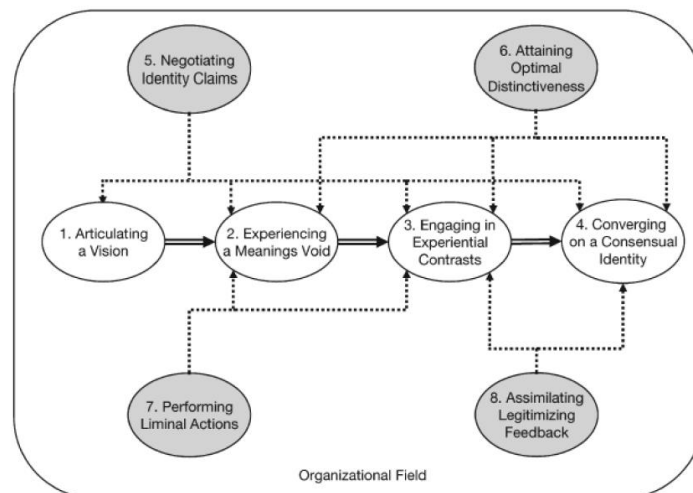 5. Negotiating
Identity Claims
6. Attaining
Optimal
Distinctiveness
1. Articulating
a Vision
2. Experiencing
a Meanings Void
3. Engaging in
Experiential
Contrasts
4. Converging
on a Consensual
Identity
7. Performing
Liminal Actions
8. Assimilating
Legitimizing
Feedback
Organizational Field